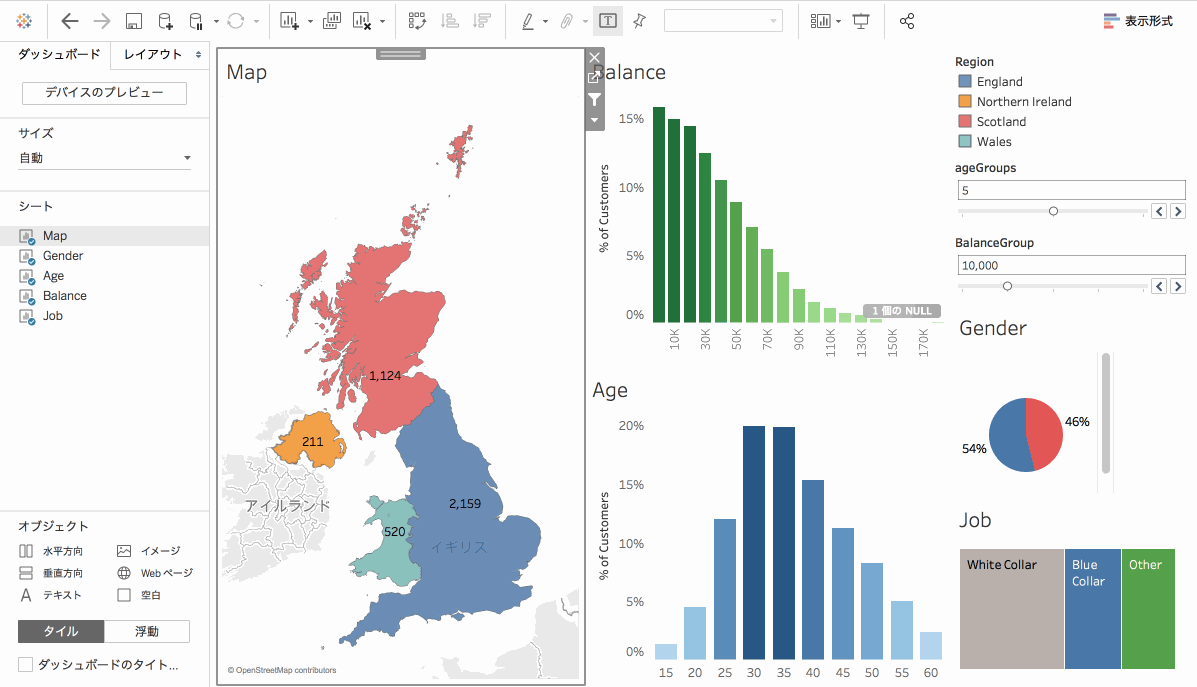 表示形式
ダッシュボード
レイアウト
デバイスのプレビュー
サイズ
自動
シート
Map
Gender
Age
Balance
Job
オブジェクト
水平方向
イメージ
垂直方向
Web ページ
テキスト
空白
タイル
浮動
ダッシュボードのタイト...
Map
1,124
211
アイルランド
2,159
520
イギリス
© OpenStreetMap contributors
Balance
% of Customers
15%
10%
5%
0%
1 個の NULL
10K
30K
50K
70K
90K
110K
130K
150K
170K
Age
% of Customers
20%
15%
10%
5%
0%
15
20
25
30
35
40
45
50
55
60
Region
England
Northern Ireland
Scotland
Wales
ageGroups
5
BalanceGroup
10,000
Gender
46%
54%
Job
White Collar
Blue
Collar
Other